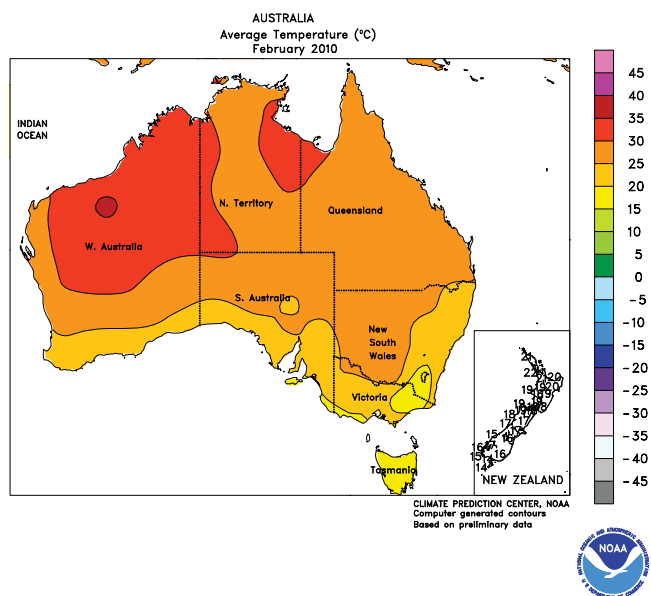 AUSTRALIA
Average Temperature (°C)
February 2010
INDIAN
OCEAN
N. Territory
Queensland
W. Australia
S. Australia
New
South
Wales
Victoria
Tasmania
NEW ZEALAND
45
40
35
30
25
20
15
10
5
0
-5
-10
-15
-20
-25
-30
-35
-40
-45
CLIMATE PREDICTION CENTER, NOAA
Computer generated contours
Based on preliminary data
NOAA